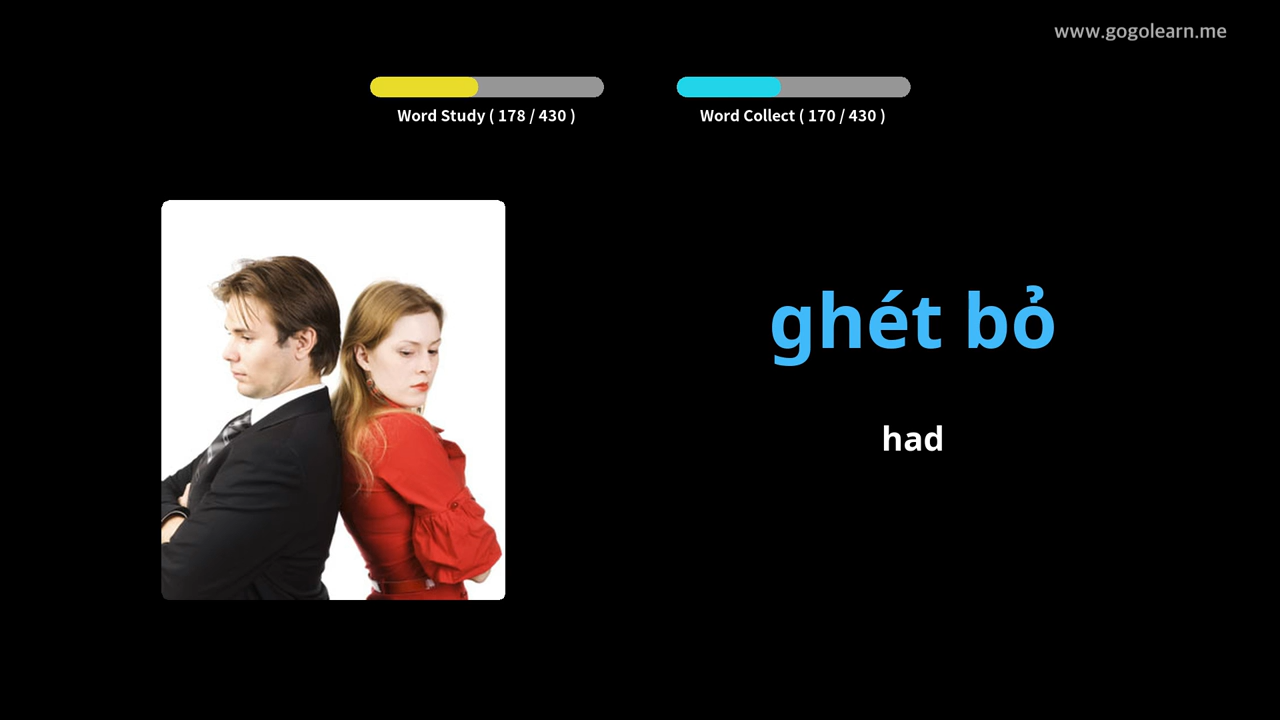 www.gogolearn.me
Word Study ( 178 / 430 )
Word Collect ( 170 / 430 )
ghét bỏ
had